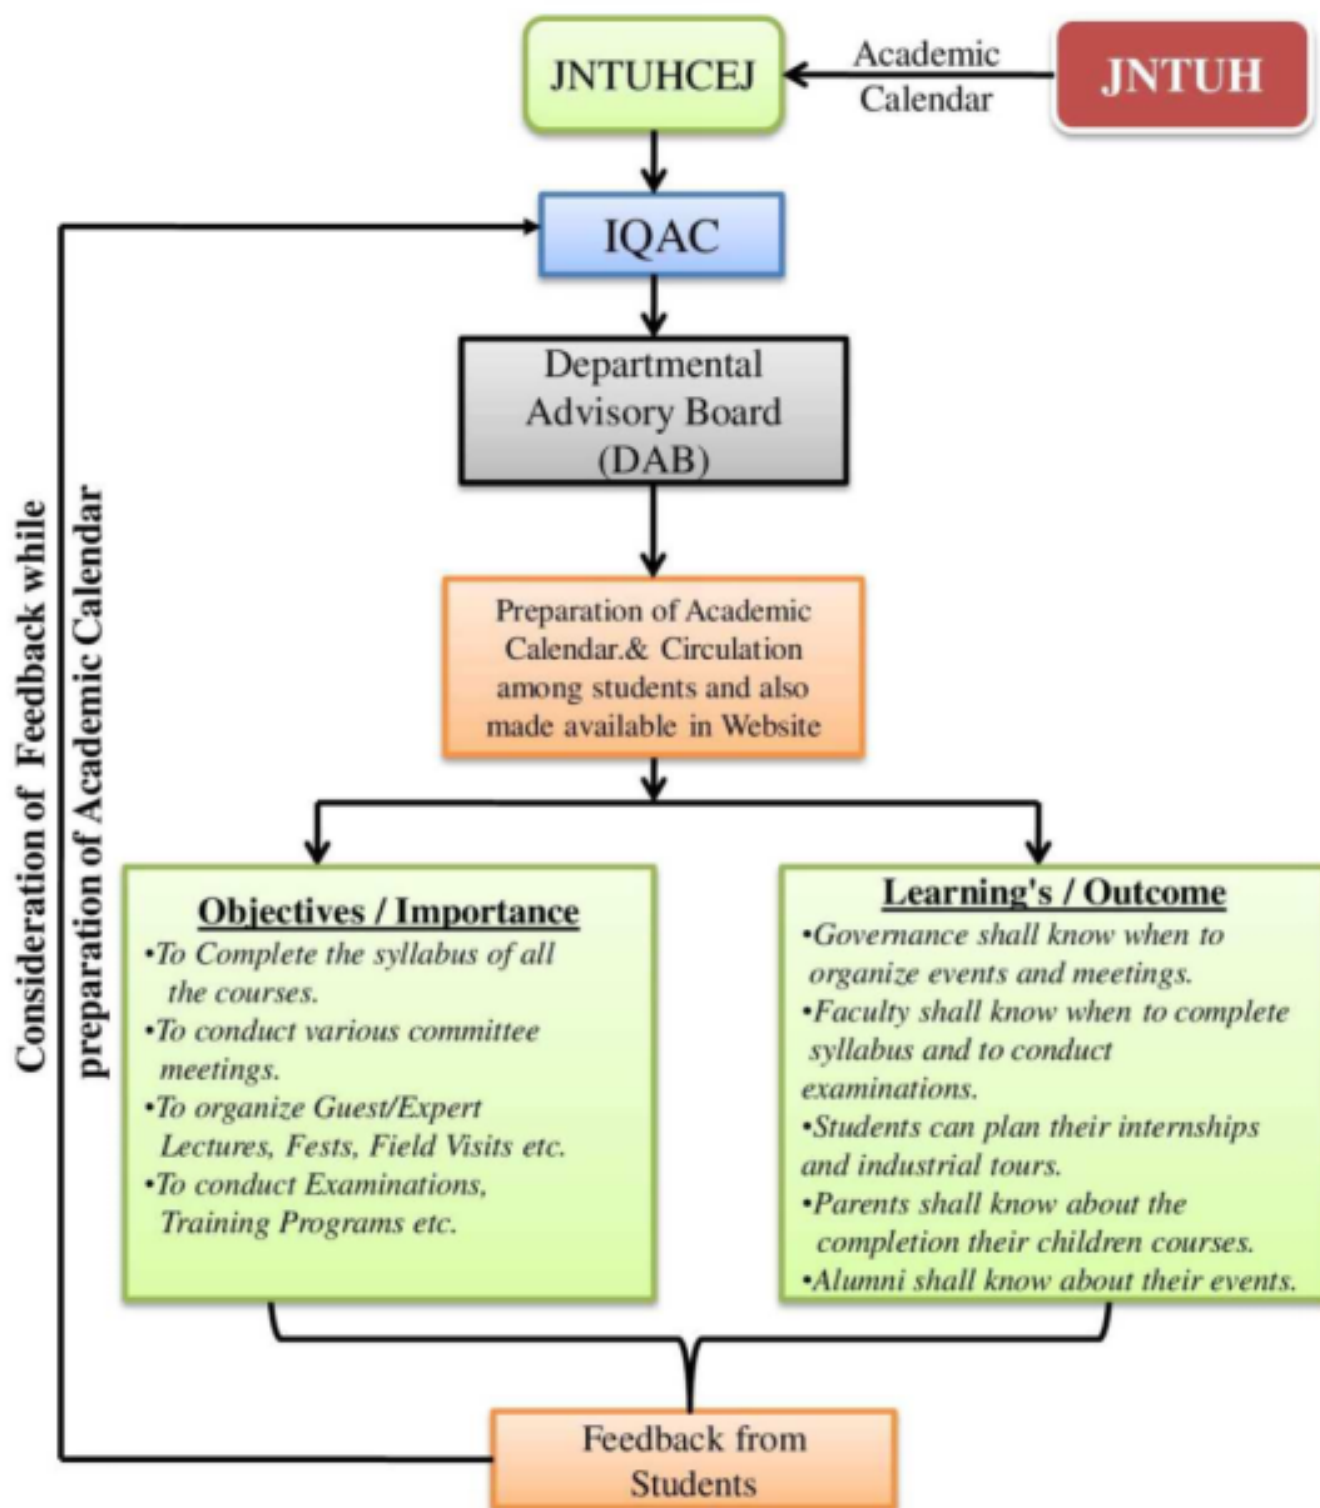 JNTUHCEJ
Academic
Calendar
JNTUH
IQAC
Departmental
Advisory Board
(DAB)
Consideration of Feedback while
preparation of Academic Calendar
Preparation of Academic
Calendar.& Circulation
among students and also
made available in Website
Objectives / Importance
•To Complete the syllabus of all
the courses.
•To conduct various committee
meetings.
•To organize Guest/Expert
Lectures, Fests, Field Visits etc.
•To conduct Examinations,
Training Programs etc.
Learning's / Outcome
•Governance shall know when to
organize events and meetings.
•Faculty shall know when to complete
syllabus and to conduct
examinations.
•Students can plan their internships
and industrial tours.
•Parents shall know about the
completion their children courses.
•Alumni shall know about their events.
Feedback from
Students